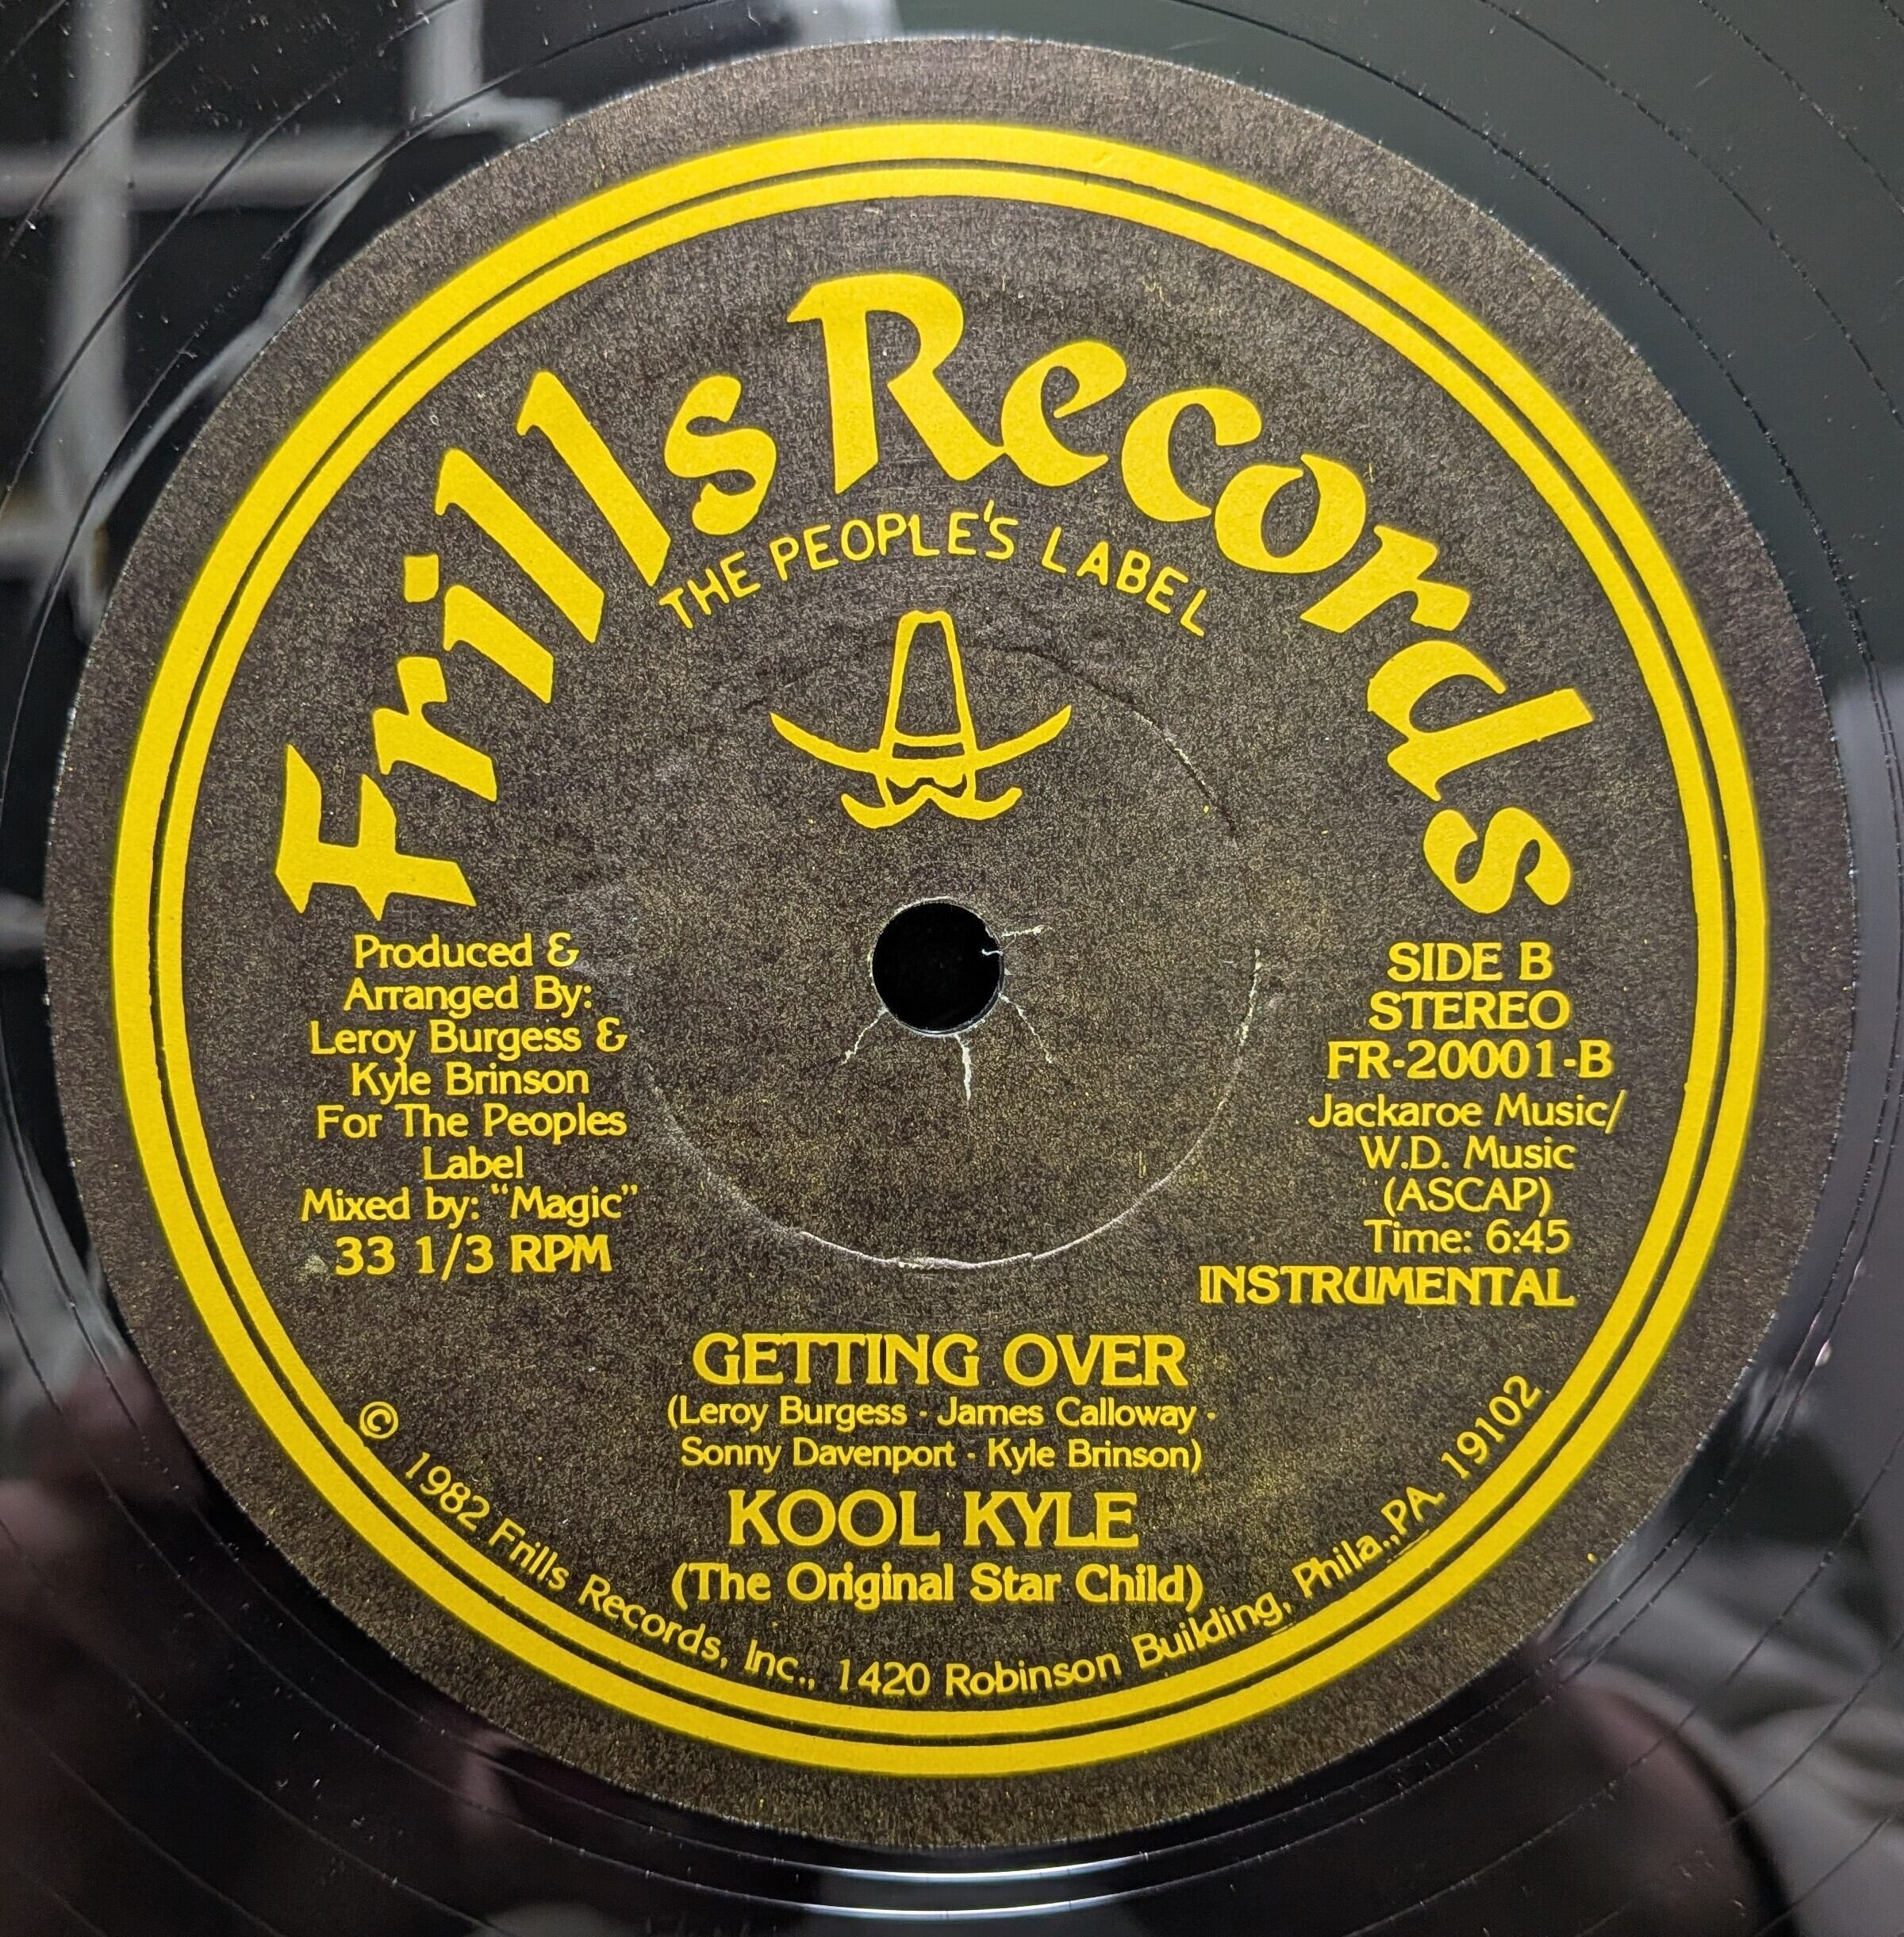 Frills Records
THE PEOPLE'S LABEL
Produced &
Arranged By:
Leroy Burgess &
Kyle Brinson
For The Peoples
Label
Mixed by: "Magic"
33 1/3 RPM
SIDE B
STEREO
FR-20001-B
Jackaroe Music/
W.D. Music
(ASCAP)
Time: 6:45
INSTRUMENTAL
GETTING OVER
(Leroy Burgess - James Calloway -
Sonny Davenport - Kyle Brinson)
KOOL KYLE
(The Original Star Child)
© 1982 Frills Records, Inc., 1420 Robinson Building, Phila., PA. 19102